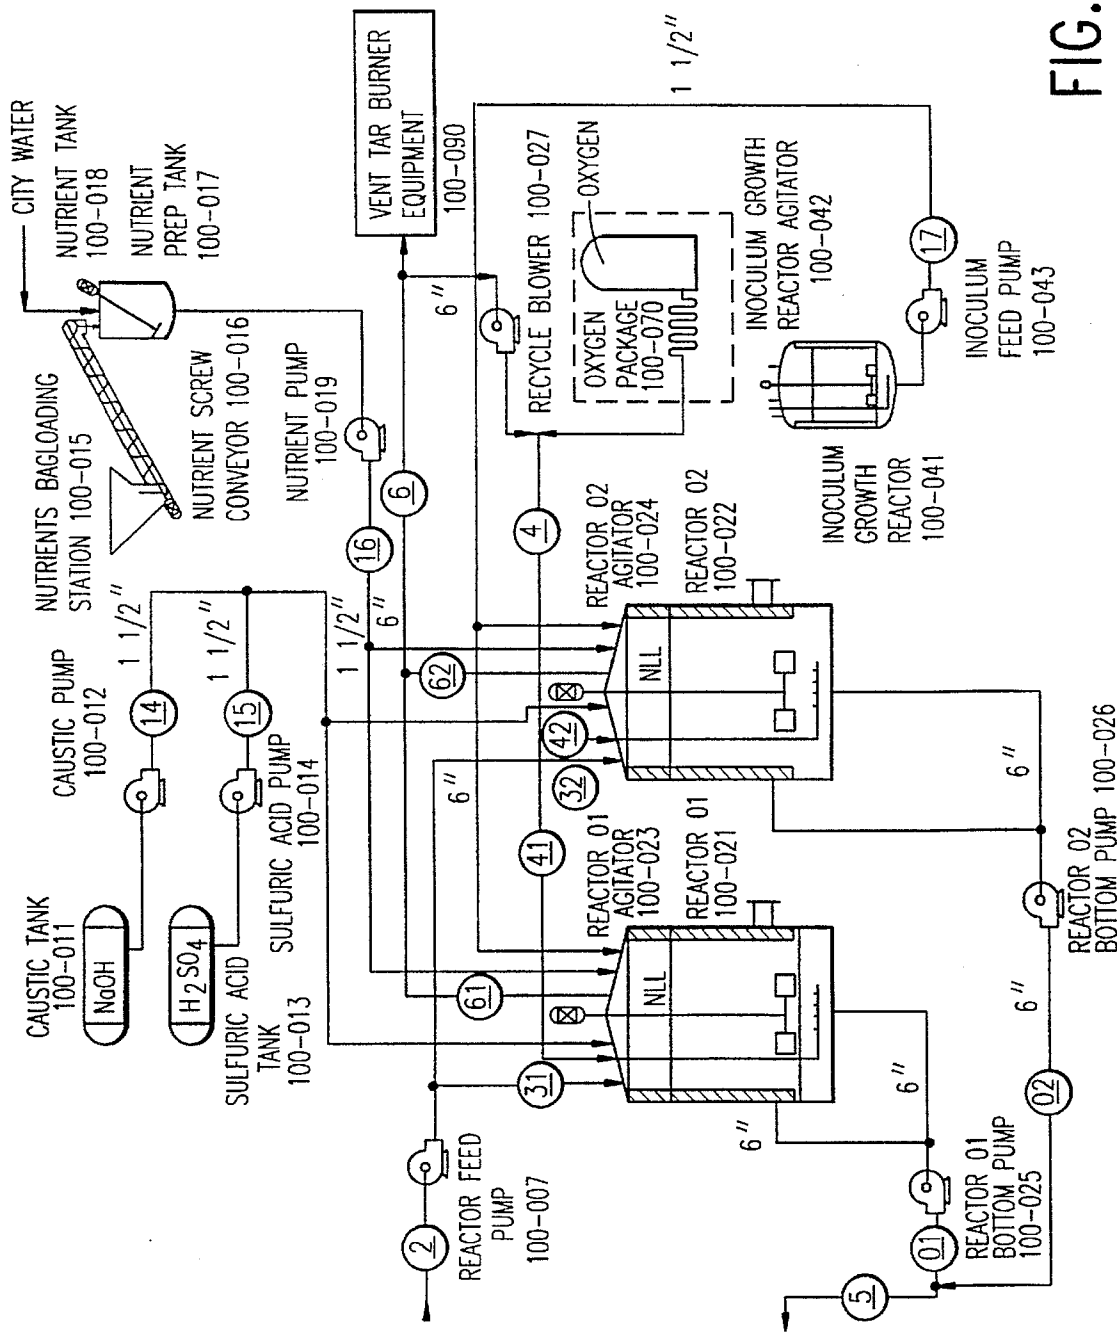 CITY WATER
NUTRIENT TANK
100-018
NUTRIENT
PREP TANK
100-017
NUTRIENTS BAGLOADING
STATION 100-015
NUTRIENT SCREW
CONVEYOR 100-016
NUTRIENT PUMP
100-019
VENT TAR BURNER
EQUIPMENT
100-090
CAUSTIC TANK
100-011
NaOH
CAUSTIC PUMP
100-012
14
1 1/2"
H2SO4
SULFURIC ACID
TANK
100-013
SULFURIC ACID PUMP
100-014
15
1 1/2"
16
1 1/2"
6"
6
6"
RECYCLE BLOWER 100-027
OXYGEN
OXYGEN
PACKAGE
100-070
1 1/2"
2
REACTOR FEED
PUMP
100-007
6"
31
61
41
32
42
62
4
REACTOR 01
AGITATOR
100-023
REACTOR 01
100-021
NLL
REACTOR 02
AGITATOR
100-024
REACTOR 02
100-022
NLL
INOCULUM GROWTH
REACTOR AGITATOR
100-042
INOCULUM
GROWTH
REACTOR
100-041
17
INOCULUM
FEED PUMP
100-043
6"
6"
6"
6"
5
01
REACTOR 01
BOTTOM PUMP
100-025
02
REACTOR 02
BOTTOM PUMP 100-026
FIG.